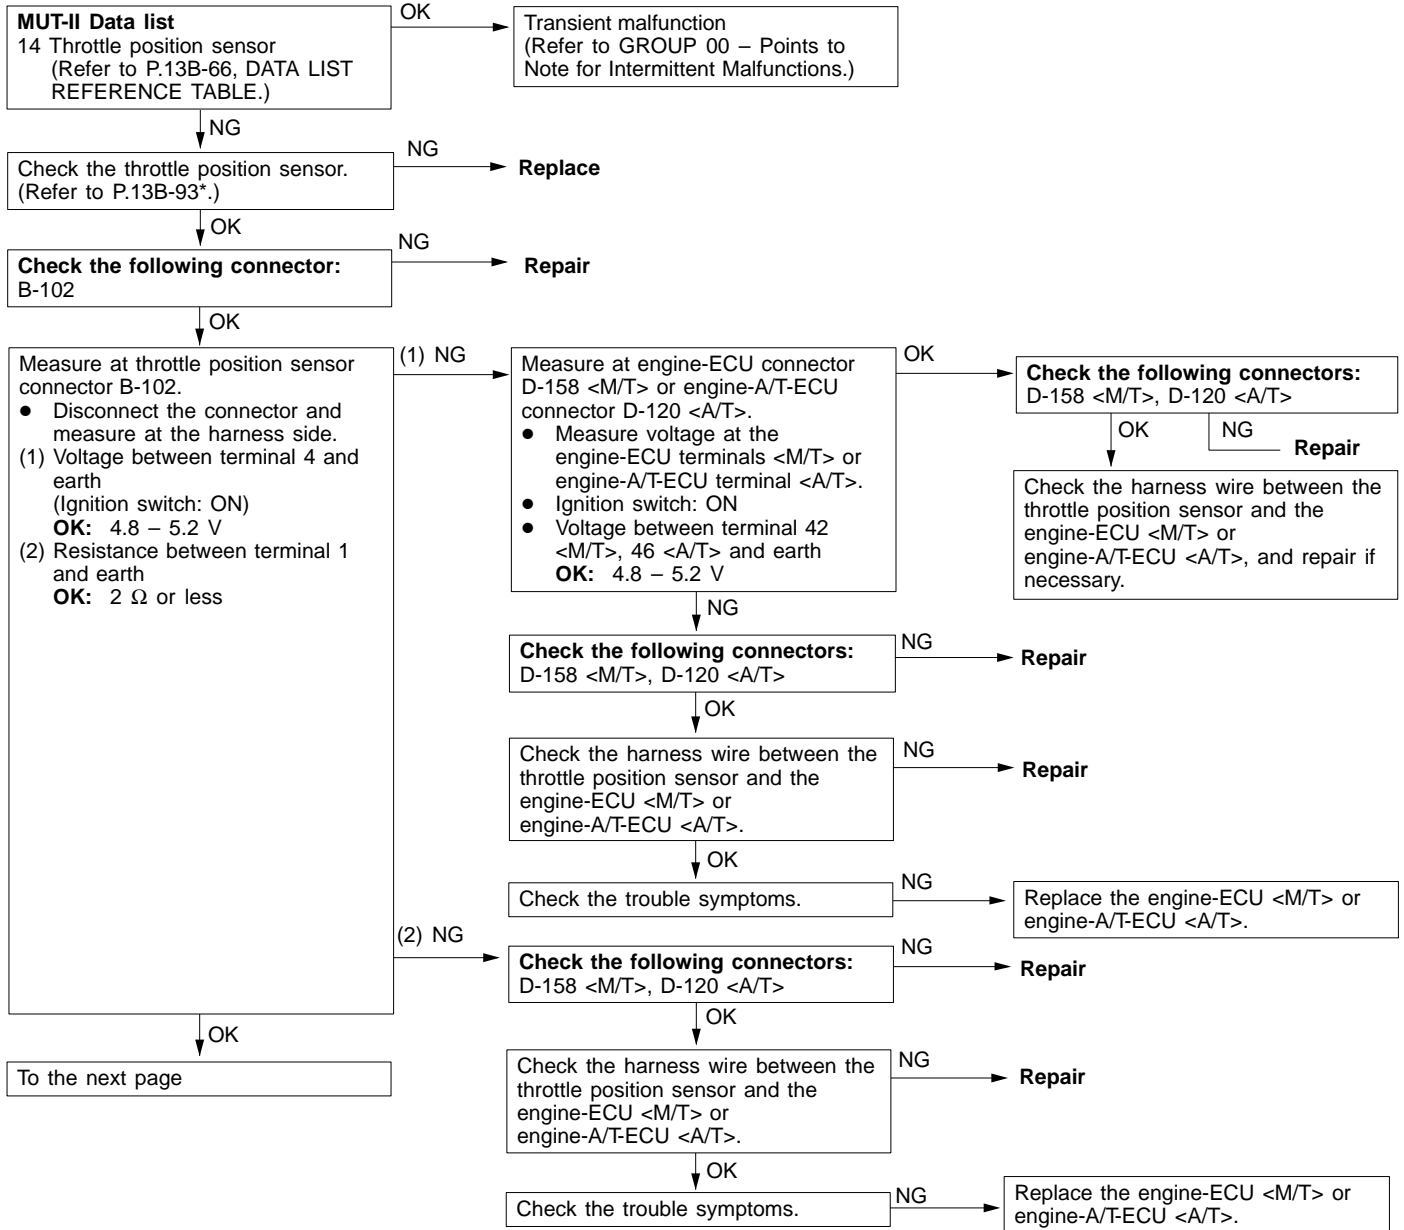 MUT-II Data list
14 Throttle position sensor
(Refer to P.13B-66, DATA LIST
REFERENCE TABLE.)
OK
Transient malfunction
(Refer to GROUP 00 – Points to
Note for Intermittent Malfunctions.)
NG
Check the throttle position sensor.
(Refer to P.13B-93*.)
NG
Replace
OK
Check the following connector:
B-102
NG
Repair
OK
Measure at throttle position sensor
connector B-102.
● Disconnect the connector and
measure at the harness side.
(1) Voltage between terminal 4 and
earth
(Ignition switch: ON)
OK: 4.8 – 5.2 V
(2) Resistance between terminal 1
and earth
OK: 2 Ω or less
(1) NG
Measure at engine-ECU connector
D-158 <M/T> or engine-A/T-ECU
connector D-120 <A/T>.
● Measure voltage at the
engine-ECU terminals <M/T> or
engine-A/T-ECU terminal <A/T>.
● Ignition switch: ON
● Voltage between terminal 42
<M/T>, 46 <A/T> and earth
OK: 4.8 – 5.2 V
OK
Check the following connectors:
D-158 <M/T>, D-120 <A/T>
OK
NG
Repair
Check the harness wire between the
throttle position sensor and the
engine-ECU <M/T> or
engine-A/T-ECU <A/T>, and repair if
necessary.
NG
Check the following connectors:
D-158 <M/T>, D-120 <A/T>
NG
Repair
OK
Check the harness wire between the
throttle position sensor and the
engine-ECU <M/T> or
engine-A/T-ECU <A/T>.
NG
Repair
OK
Check the trouble symptoms.
NG
Replace the engine-ECU <M/T> or
engine-A/T-ECU <A/T>.
(2) NG
Check the following connectors:
D-158 <M/T>, D-120 <A/T>
NG
Repair
OK
Check the harness wire between the
throttle position sensor and the
engine-ECU <M/T> or
engine-A/T-ECU <A/T>.
NG
Repair
OK
Check the trouble symptoms.
NG
Replace the engine-ECU <M/T> or
engine-A/T-ECU <A/T>.
OK
To the next page